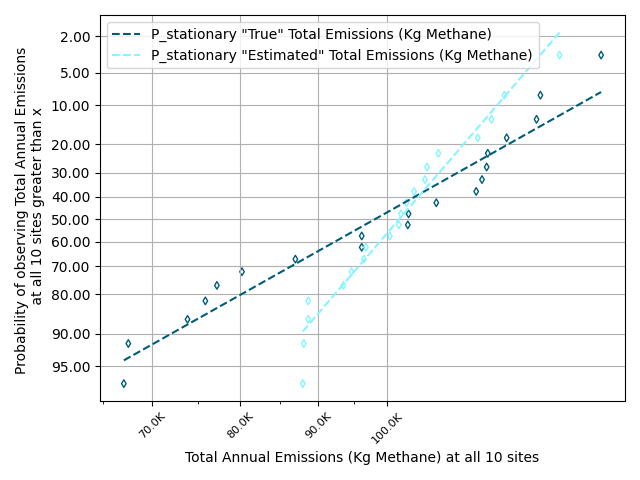 P_stationary "True" Total Emissions (Kg Methane)
P_stationary "Estimated" Total Emissions (Kg Methane)
Probability of observing Total Annual Emissions
at all 10 sites greater than x
2.00
5.00
10.00
20.00
30.00
40.00
50.00
60.00
70.00
80.00
90.00
95.00
70.0K
80.0K
90.0K
100.0K
Total Annual Emissions (Kg Methane) at all 10 sites